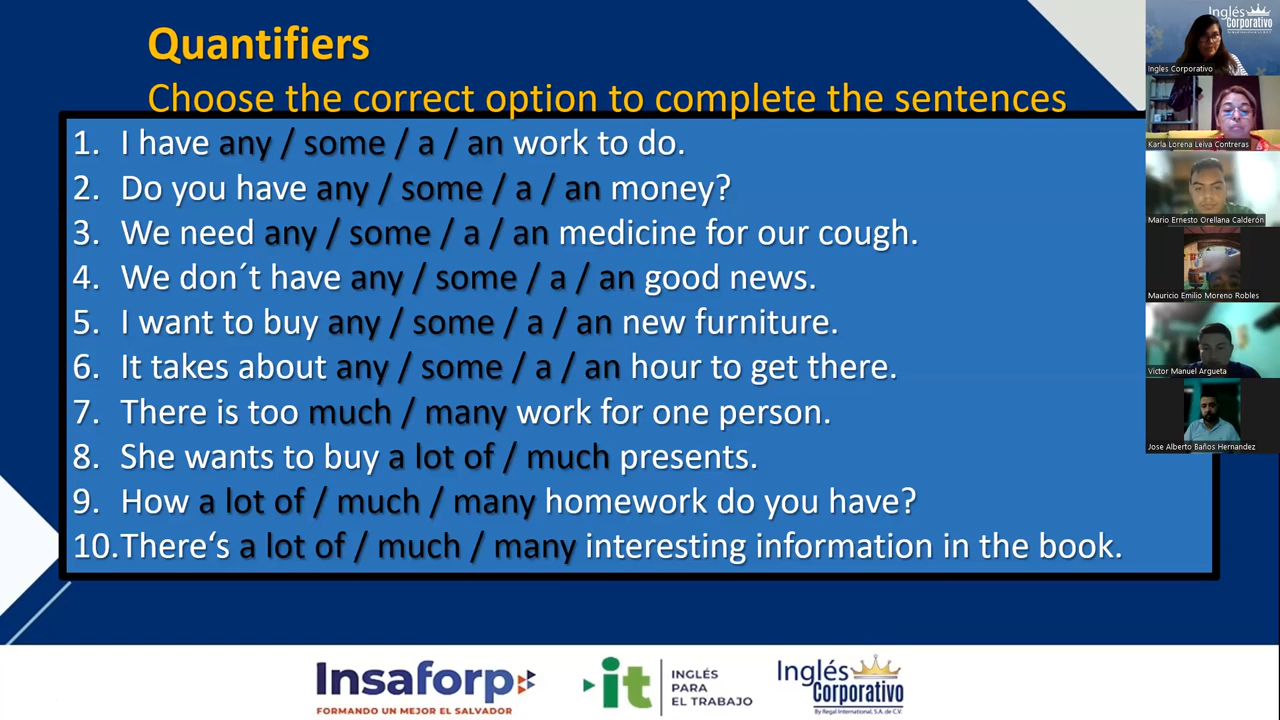 Quantifiers
Choose the correct option to complete the sentences
1. I have any / some / a / an work to do.
2. Do you have any / some / a / an money?
3. We need any / some / a / an medicine for our cough.
4. We don´t have any / some / a / an good news.
5. I want to buy any / some / a / an new furniture.
6. It takes about any / some / a / an hour to get there.
7. There is too much / many work for one person.
8. She wants to buy a lot of / much presents.
9. How a lot of / much / many homework do you have?
10.There‘s a lot of / much / many interesting information in the book.
Inglés
Corporativo
Ingles Corporativo
Karla Lorena Leiva Contreras
Mario Ernesto Orellana Calderón
Mauricio Emilio Moreno Robles
Victor Manuel Argueta
Jose Alberto Baños Hernandez
Insaforp
FORMANDO UN MEJOR EL SALVADOR
it
INGLÉS
PARA
EL TRABAJO
Inglés
Corporativo
By Regal International, S.A. de C.V.